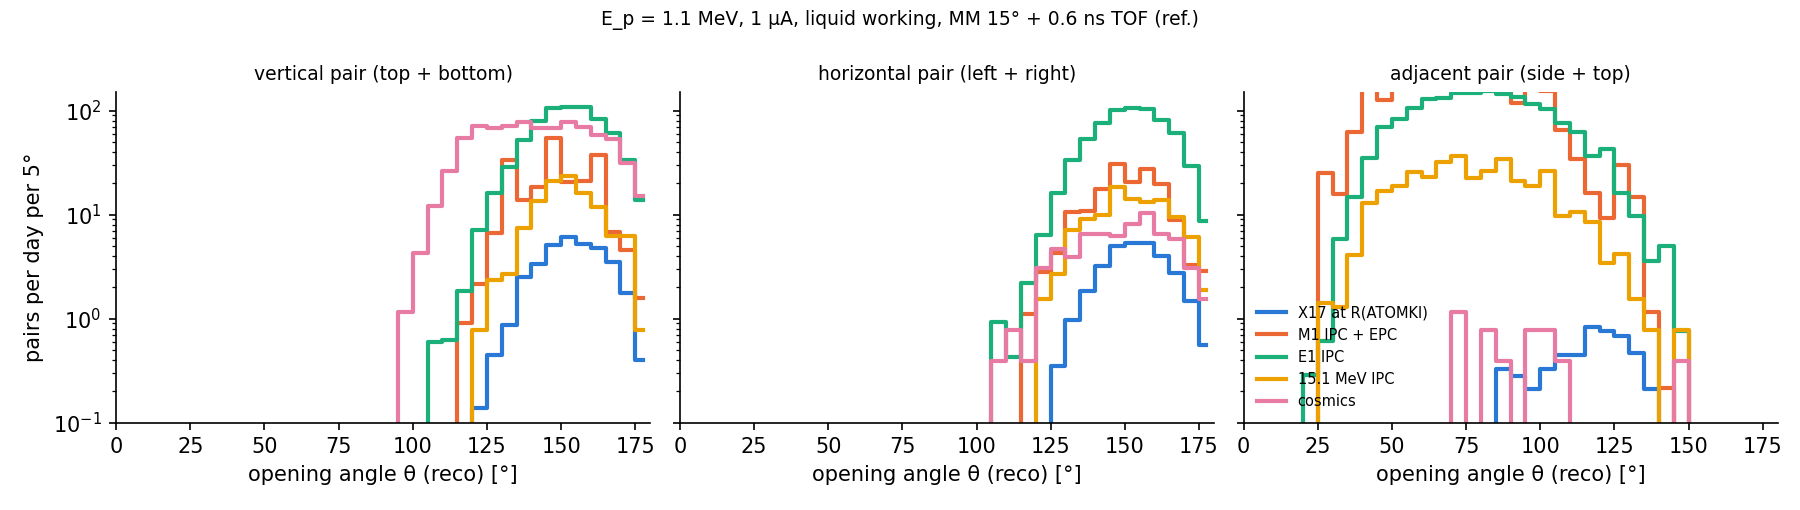 E_p = 1.1 MeV, 1 μA, liquid working, MM 15° + 0.6 ns TOF (ref.)
vertical pair (top + bottom)
horizontal pair (left + right)
adjacent pair (side + top)
pairs per day per 5°
10²
10¹
10⁰
10⁻¹
0 25 50 75 100 125 150 175
0 25 50 75 100 125 150 175
0 25 50 75 100 125 150 175
opening angle θ (reco) [°]
opening angle θ (reco) [°]
opening angle θ (reco) [°]
X17 at R(ATOMKI)
M1 IPC + EPC
E1 IPC
15.1 MeV IPC
cosmics